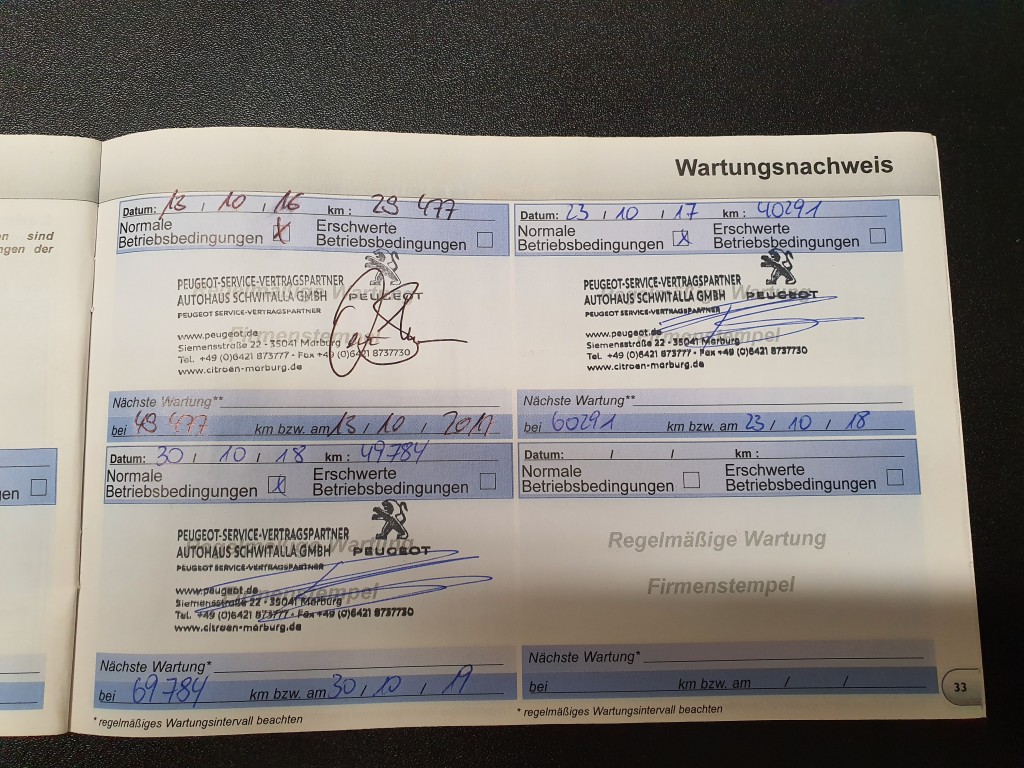 Wartungsnachweis
en sind
ngen der
Datum: 13 / 10 / 16 km : 29 477
Normale Betriebsbedingungen X
Erschwerte Betriebsbedingungen
PEUGEOT-SERVICE-VERTRAGSPARTNER
AUTOHAUS SCHWITALLA GMBH PEUGEOT
PEUGEOT SERVICE-VERTRAGSPARTNER
Firmenstempel
www.peugeot.de
Siemensstraße 22 - 35041 Marburg
Tel. +49 (0)6421 873777 - Fax +49 (0)6421 8737730
www.citroen-marburg.de
Nächste Wartung**
bei 49 477 km bzw. am 13 / 10 / 2017
Datum: 23 / 10 / 17 km : 40291
Normale Betriebsbedingungen X
Erschwerte Betriebsbedingungen
PEUGEOT-SERVICE-VERTRAGSPARTNER
AUTOHAUS SCHWITALLA GMBH PEUGEOT
PEUGEOT SERVICE-VERTRAGSPARTNER
Firmenstempel
www.peugeot.de
Siemensstraße 22 - 35041 Marburg
Tel. +49 (0)6421 873777 - Fax +49 (0)6421 8737730
www.citroen-marburg.de
Nächste Wartung**
bei 60291 km bzw. am 23 / 10 / 18
Datum: 30 / 10 / 18 km : 49784
gen
Normale Betriebsbedingungen X
Erschwerte Betriebsbedingungen
Regelmäßige Wartung
PEUGEOT-SERVICE-VERTRAGSPARTNER
AUTOHAUS SCHWITALLA GMBH PEUGEOT
PEUGEOT SERVICE-VERTRAGSPARTNER
Firmenstempel
www.peugeot.de
Siemensstraße 22 - 35041 Marburg
Tel. +49 (0)6421 873777 - Fax +49 (0)6421 8737730
www.citroen-marburg.de
Nächste Wartung*
bei 69784 km bzw. am 30 / 10 / 19
* regelmäßiges Wartungsintervall beachten
Datum: / / km :
Normale Betriebsbedingungen
Erschwerte Betriebsbedingungen
Regelmäßige Wartung
Firmenstempel
Nächste Wartung*
bei km bzw. am / /
* regelmäßiges Wartungsintervall beachten
33